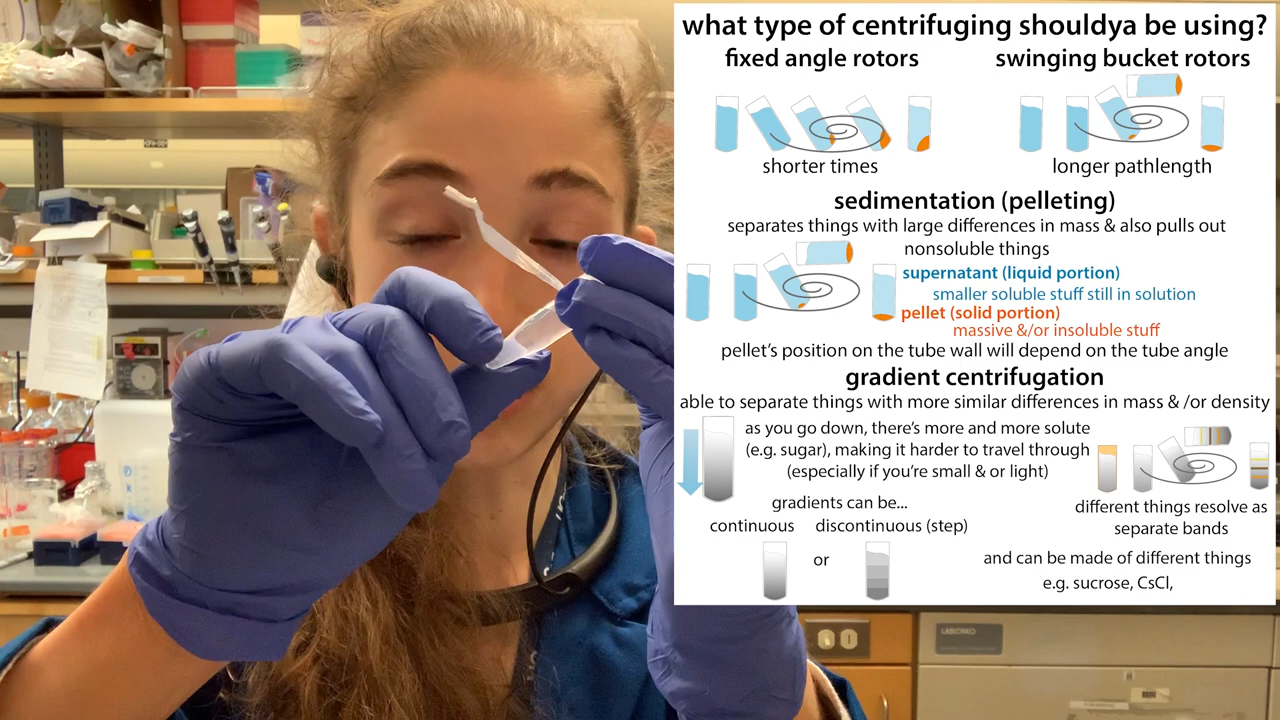 what type of centrifuging shouldya be using?
fixed angle rotors
swinging bucket rotors
shorter times
longer pathlength
sedimentation (pelleting)
separates things with large differences in mass & also pulls out
nonsoluble things
supernatant (liquid portion)
smaller soluble stuff still in solution
pellet (solid portion)
massive &/or insoluble stuff
pellet's position on the tube wall will depend on the tube angle
gradient centrifugation
able to separate things with more similar differences in mass & /or density
as you go down, there's more and more solute
(e.g. sugar), making it harder to travel through
(especially if you're small & or light)
gradients can be...
continuous
discontinuous (step)
or
different things resolve as
separate bands
and can be made of different things
e.g. sucrose, CsCl,
LABCONCO